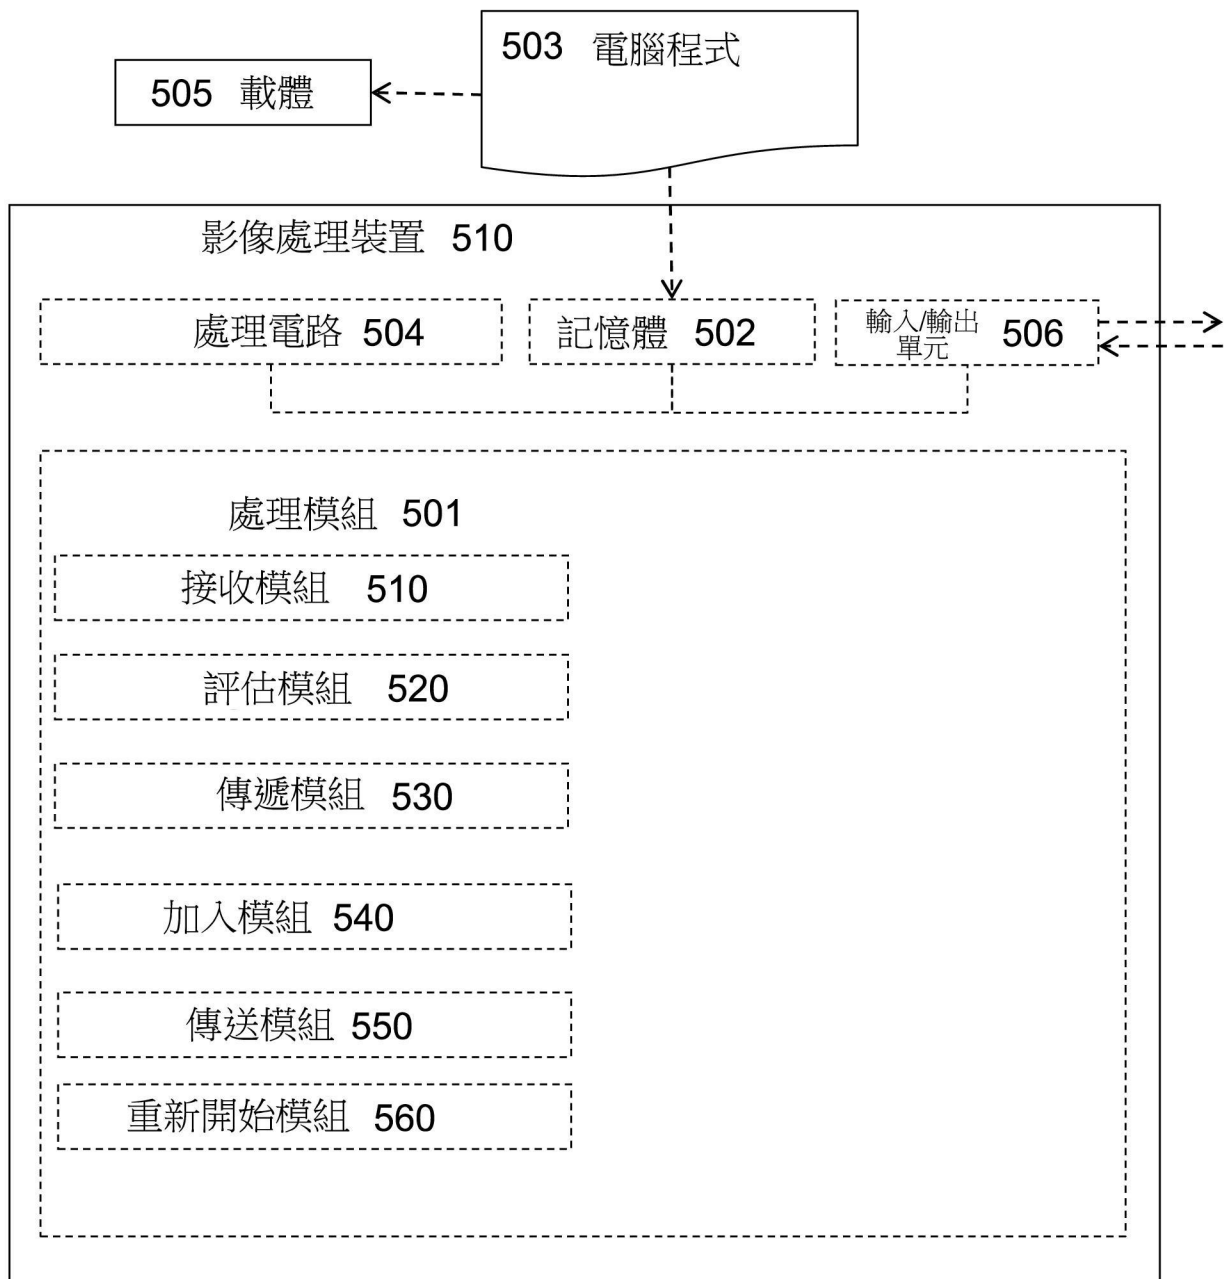 503 電腦程式
505 載體
影像處理裝置 510
處理電路 504
記憶體 502
輸入/輸出
單元 506
處理模組 501
接收模組 510
評估模組 520
傳遞模組 530
加入模組 540
傳送模組 550
重新開始模組 560